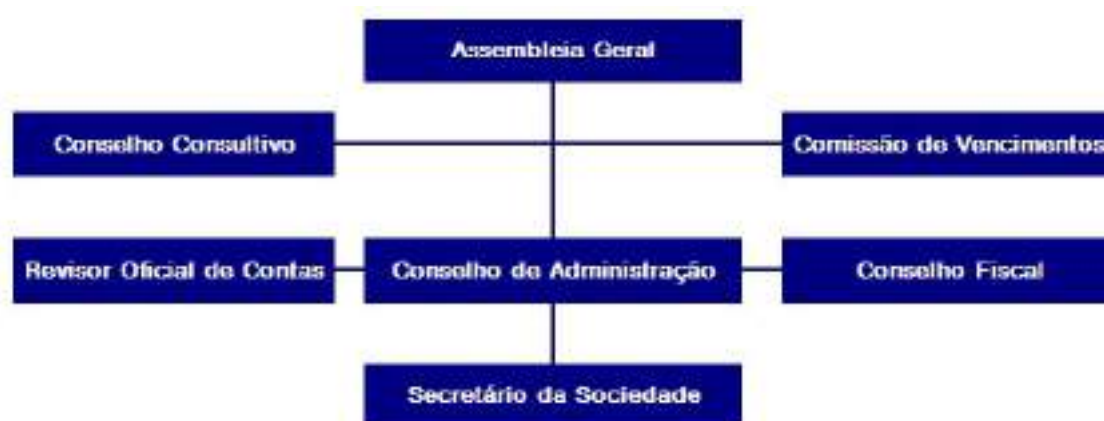 Assembleia Geral
Conselho Consultivo
Comissão de Vencimentos
Revisor Oficial de Contas
Conselho de Administração
Conselho Fiscal
Secretário da Sociedade